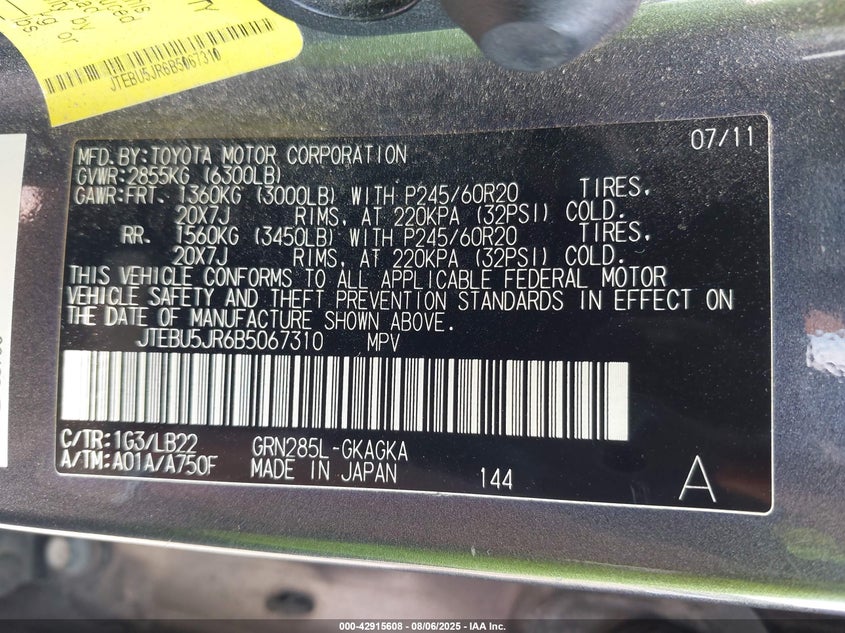 JTEBU5JR6B5067310
07/11
MFD. BY: TOYOTA MOTOR CORPORATION
GVWR: 2855KG (6300LB)
GAWR: FRT. 1360KG (3000LB) WITH P245/60R20 TIRES,
20X7J RIMS, AT 220KPA (32PSI) COLD.
RR. 1560KG (3450LB) WITH P245/60R20 TIRES,
20X7J RIMS, AT 220KPA (32PSI) COLD.
THIS VEHICLE CONFORMS TO ALL APPLICABLE FEDERAL MOTOR
VEHICLE SAFETY AND THEFT PREVENTION STANDARDS IN EFFECT ON
THE DATE OF MANUFACTURE SHOWN ABOVE.
JTEBU5JR6B5067310 MPV
C/TR: 1G3/LB22 GRN285L-GKAGKA
A/TM: A01A/A750F MADE IN JAPAN 144 A
000-42915608 - 08/06/2025 - IAA Inc.